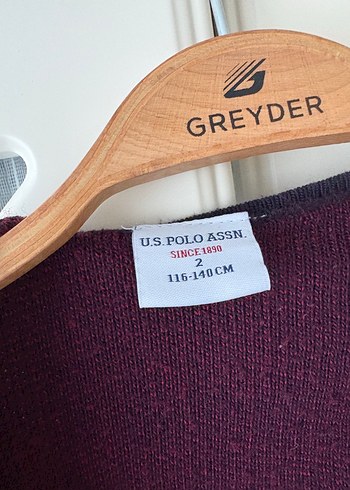 GREYDER
U.S. POLO ASSN.
SINCE 1890
2
116-140 CM